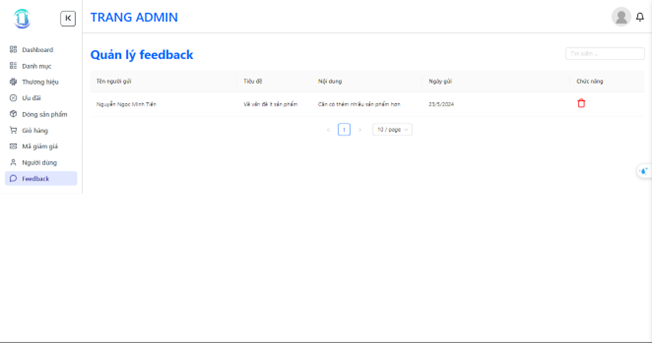 TRANG ADMIN
Dashboard
Danh mục
Thương hiệu
Ưu đãi
Dòng sản phẩm
Giỏ hàng
Mã giảm giá
Người dùng
Feedback
Quản lý feedback
Tìm kiếm ...
Tên người gửi Tiêu đề Nội dung Ngày gửi Chức năng
Nguyễn Ngọc Minh Tiến Về vấn đề ít sản phẩm Cần có thêm nhiều sản phẩm hơn 23/5/2024
< 1 > 10 / page